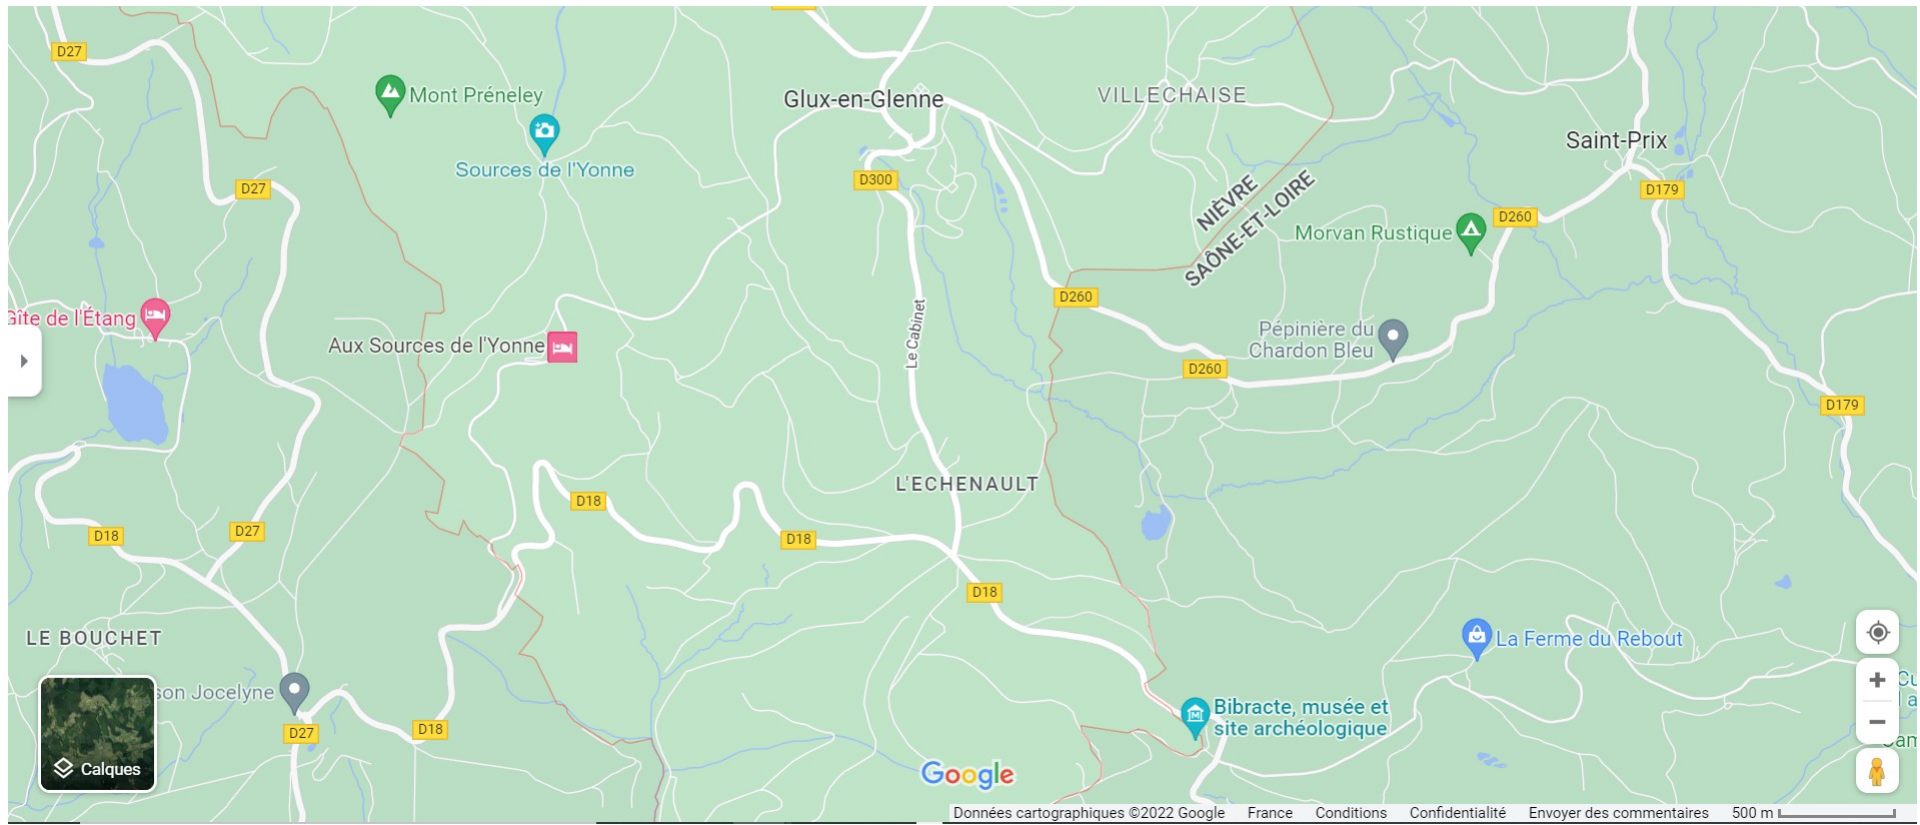 D27
Mont Préneley
Glux-en-Glenne
VILLECHAISE
Saint-Prix
Sources de l'Yonne
D300
D27
D179
NIÈVRE
SAÔNE-ET-LOIRE
D260
Morvan Rustique
D260
Gîte de l'Étang
Le Cabinet
Aux Sources de l'Yonne
Pépinière du
Chardon Bleu
D260
D179
L'ECHENAULT
D18
D27
D18
D18
D18
LE BOUCHET
La Ferme du Rebout
son Jocelyne
Bibracte, musée et
site archéologique
D27
D18
Calques
Google
Données cartographiques ©2022 Google France Conditions Confidentialité Envoyer des commentaires 500 m